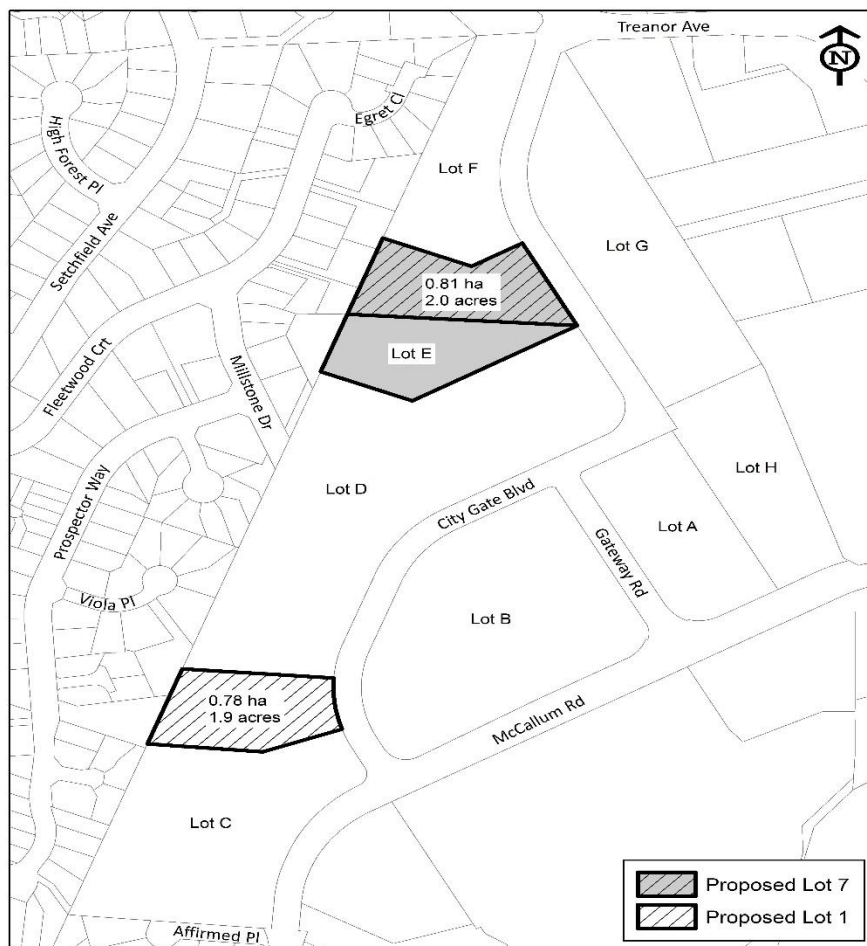 Treanor Ave
N
Egret Cl
High Forest Pl
Lot F
Setchfield Ave
Lot G
0.81 ha
2.0 acres
Lot E
Fleetwood Crt
Millstone Dr
Lot H
Lot D
City Gate Blvd
Prospector Way
Lot A
Gateway Rd
Viola Pl
Lot B
0.78 ha
1.9 acres
McCallum Rd
Lot C
Proposed Lot 7
Proposed Lot 1
Affirmed Pl